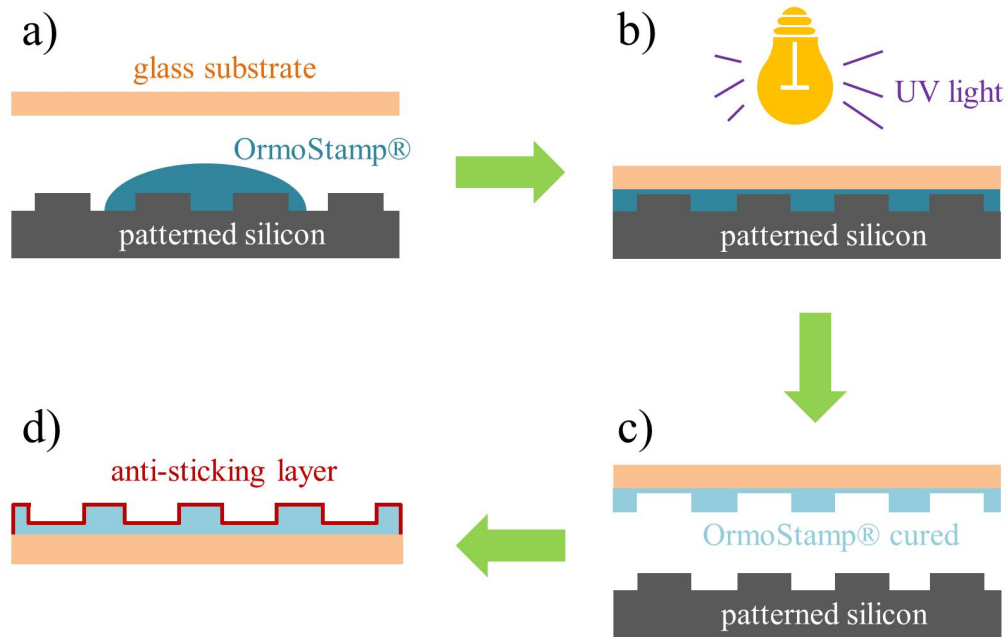 a)
glass substrate
OrmoStamp®
patterned silicon
b)
UV light
patterned silicon
c)
OrmoStamp® cured
patterned silicon
d)
anti-sticking layer